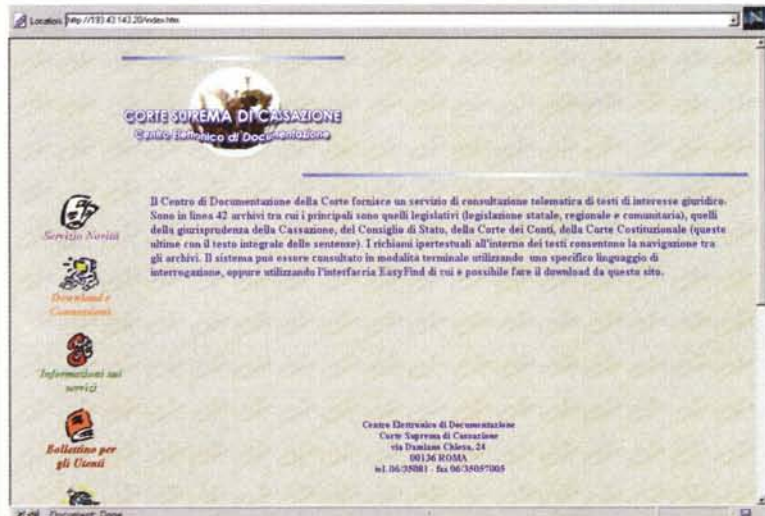 Location: http://193.43.143.20/index.htm
CORTE SUPREMA DI CASSAZIONE
Centro Elettronico di Documentazione
Servizio Novità
Il Centro di Documentazione della Corte fornisce un servizio di consultazione telematica di testi di interesse giuridico.
Sono in linea 42 archivi tra cui i principali sono quelli legislativi (legislazione statale, regionale e comunitaria), quelli
della giurisprudenza della Cassazione, del Consiglio di Stato, della Corte dei Conti, della Corte Costituzionale (queste
ultime con il testo integrale delle sentenze). I richiami ipertestuali all'interno dei testi consentono la navigazione tra
gli archivi. Il sistema può essere consultato in modalità terminale utilizzando uno specifico linguaggio di
interrogazione, oppure utilizzando l'interfaccia EasyFind di cui è possibile fare il download da questo sito.
Download e
Connessioni
Informazioni sui
servizi
Bollettino per
gli Utenti
Centro Elettronico di Documentazione
Corte Suprema di Cassazione
via Damiano Chiesa, 24
00136 ROMA
tel. 06/35081 - fax 06/35057005
Document: Done